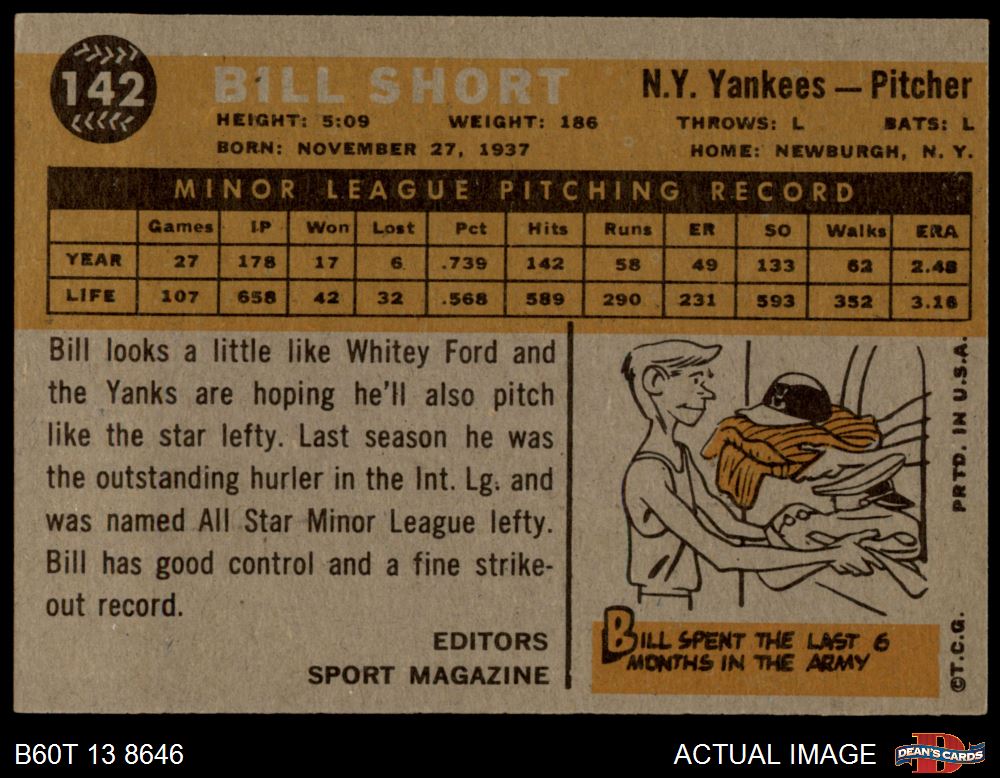 142
BILL SHORT
N.Y. Yankees — Pitcher
HEIGHT: 5:09 WEIGHT: 186 THROWS: L BATS: L
BORN: NOVEMBER 27, 1937 HOME: NEWBURGH, N. Y.
MINOR LEAGUE PITCHING RECORD
Games IP Won Lost Pct Hits Runs ER SO Walks ERA
YEAR 27 178 17 6 .739 142 58 49 133 62 2.48
LIFE 107 658 42 32 .568 589 290 231 593 352 3.16
Bill looks a little like Whitey Ford and
the Yanks are hoping he'll also pitch
like the star lefty. Last season he was
the outstanding hurler in the Int. Lg. and
was named All Star Minor League lefty.
Bill has good control and a fine strike-
out record.
EDITORS
SPORT MAGAZINE
BILL SPENT THE LAST 6
MONTHS IN THE ARMY
PRTD. IN U.S.A.
©T.C.G.
B60T 13 8646
ACTUAL IMAGE
D
DEAN'S CARDS